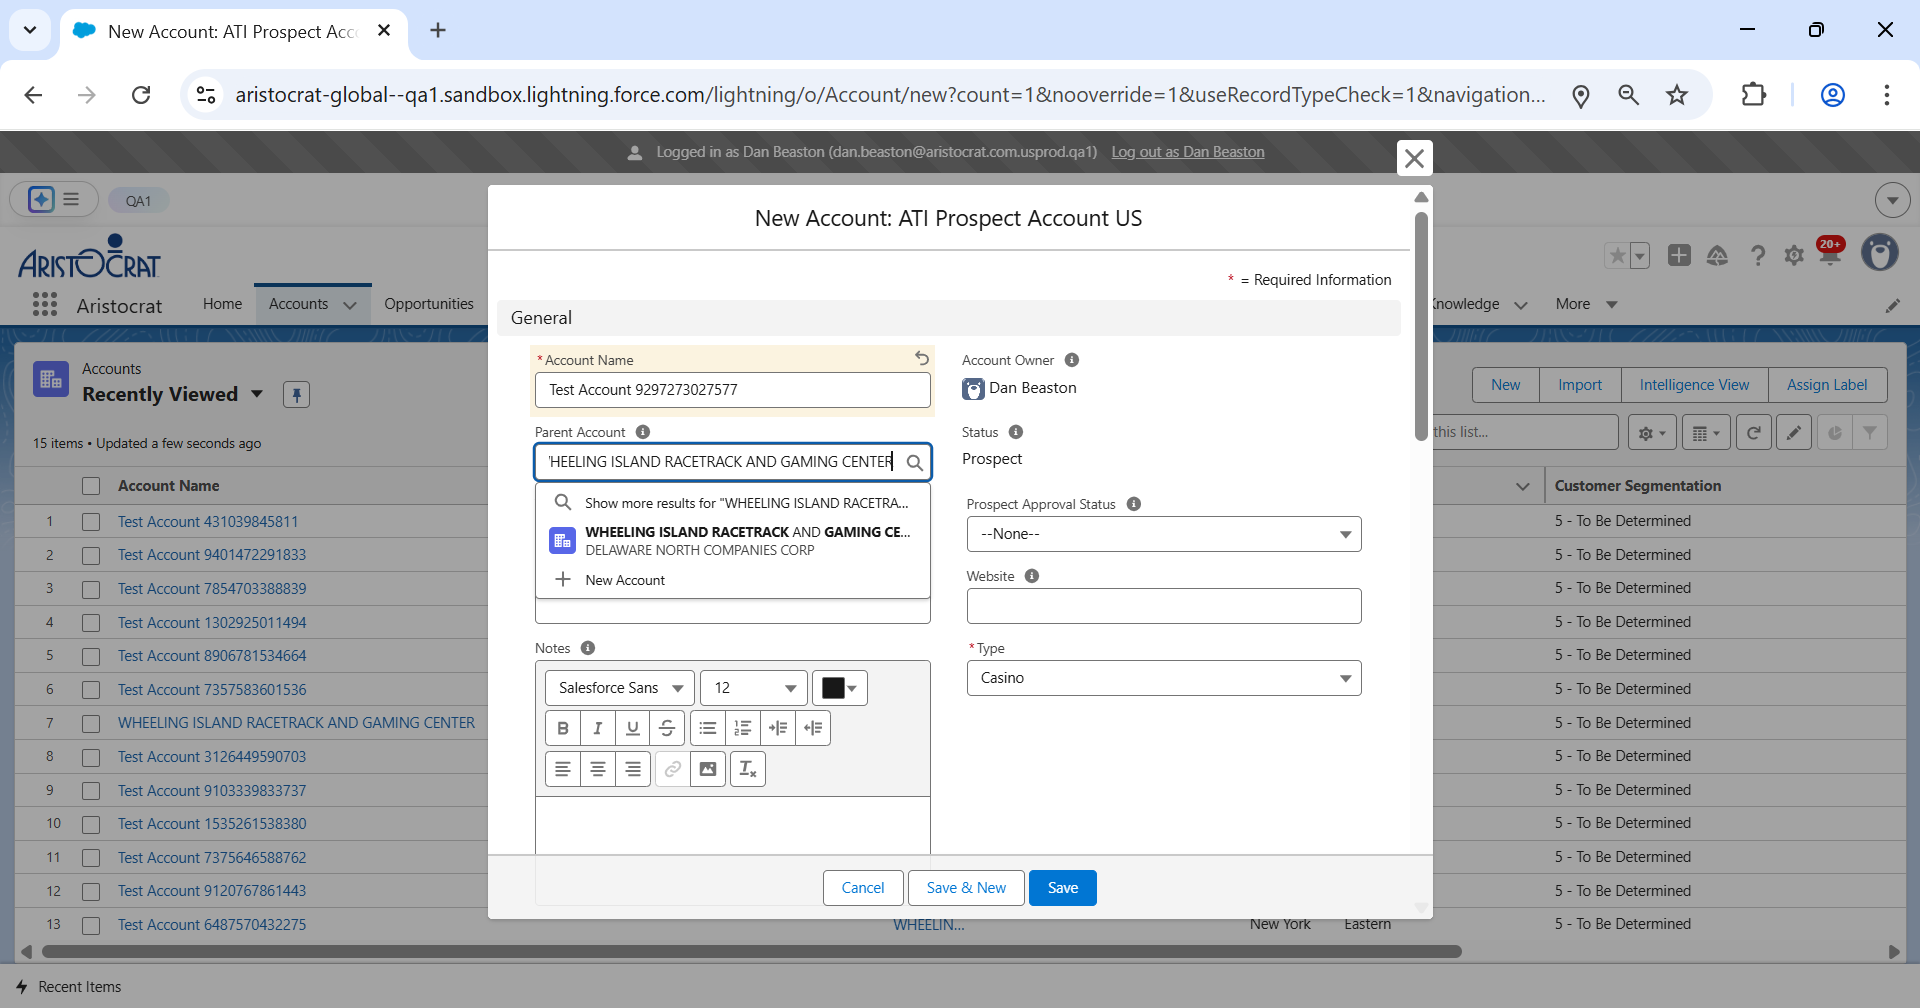 New Account: ATI Prospect Acc
aristocrat-global--qa1.sandbox.lightning.force.com/lightning/o/Account/new?count=1&nooverride=1&useRecordTypeCheck=1&navigation...
Logged in as Dan Beaston (dan.beaston@aristocrat.com.usprod.qa1) Log out as Dan Beaston
QA1
ARISTOCRAT
20+
Aristocrat
Home
Accounts
Opportunities
Knowledge
More
Accounts
Recently Viewed
New
Import
Intelligence View
Assign Label
15 items • Updated a few seconds ago
this list...
Account Name
Customer Segmentation
1 Test Account 431039845811 5 - To Be Determined
2 Test Account 9401472291833 5 - To Be Determined
3 Test Account 7854703388839 5 - To Be Determined
4 Test Account 1302925011494 5 - To Be Determined
5 Test Account 8906781534664 5 - To Be Determined
6 Test Account 7357583601536 5 - To Be Determined
7 WHEELING ISLAND RACETRACK AND GAMING CENTER 5 - To Be Determined
8 Test Account 3126449590703 5 - To Be Determined
9 Test Account 9103339833737 5 - To Be Determined
10 Test Account 1535261538380 5 - To Be Determined
11 Test Account 7375646588762 5 - To Be Determined
12 Test Account 9120767861443 5 - To Be Determined
13 Test Account 6487570432275 WHEELIN... New York Eastern 5 - To Be Determined
New Account: ATI Prospect Account US
* = Required Information
General
*Account Name
Test Account 9297273027577
Account Owner
Dan Beaston
Parent Account
HEELING ISLAND RACETRACK AND GAMING CENTER
Show more results for "WHEELING ISLAND RACETRA...
WHEELING ISLAND RACETRACK AND GAMING CE...
DELAWARE NORTH COMPANIES CORP
New Account
Status
Prospect
Prospect Approval Status
--None--
Website
Notes
Salesforce Sans
12
B I U S
*Type
Casino
Cancel
Save & New
Save
Recent Items